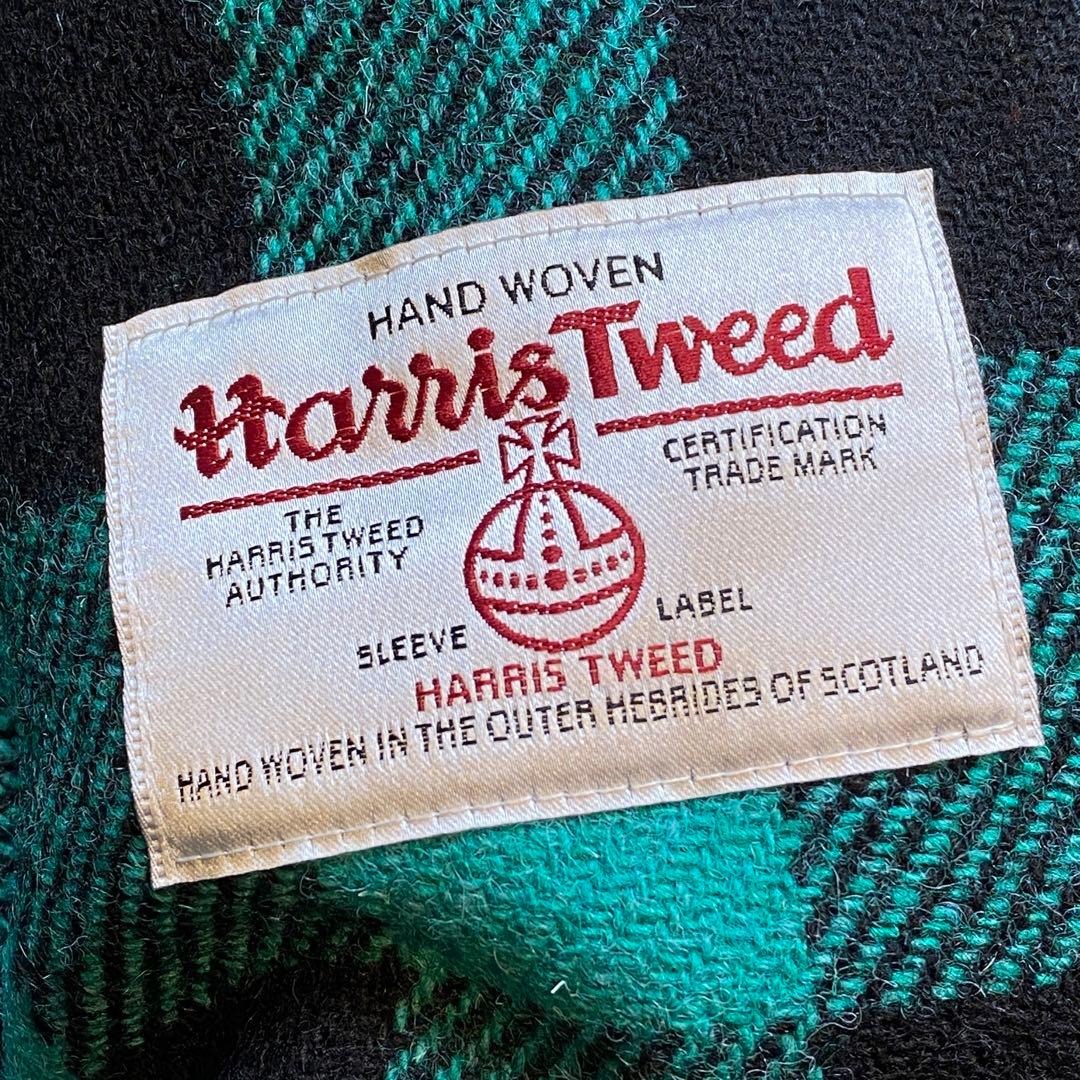 HAND WOVEN
Harris Tweed
THE
HARRIS TWEED
AUTHORITY
CERTIFICATION
TRADE MARK
SLEEVE LABEL
HARRIS TWEED
HAND WOVEN IN THE OUTER HEBRIDES OF SCOTLAND